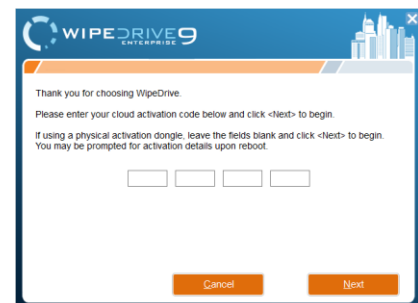 WIPEDRIVE9
ENTERPRISE
Thank you for choosing WipeDrive.
Please enter your cloud activation code below and click <Next> to begin.
If using a physical activation dongle, leave the fields blank and click <Next> to begin.
You may be prompted for activation details upon reboot.
Cancel
Next